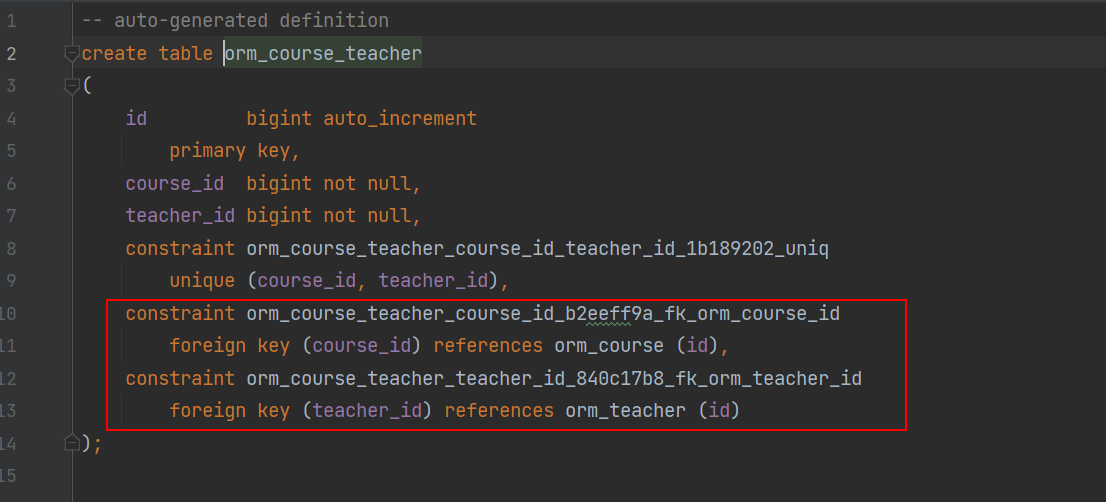 1 -- auto-generated definition
2 create table orm_course_teacher
3 (
4 id bigint auto_increment
5 primary key,
6 course_id bigint not null,
7 teacher_id bigint not null,
8 constraint orm_course_teacher_course_id_teacher_id_1b189202_uniq
9 unique (course_id, teacher_id),
10 constraint orm_course_teacher_course_id_b2eeff9a_fk_orm_course_id
11 foreign key (course_id) references orm_course (id),
12 constraint orm_course_teacher_teacher_id_840c17b8_fk_orm_teacher_id
13 foreign key (teacher_id) references orm_teacher (id)
14 );
15